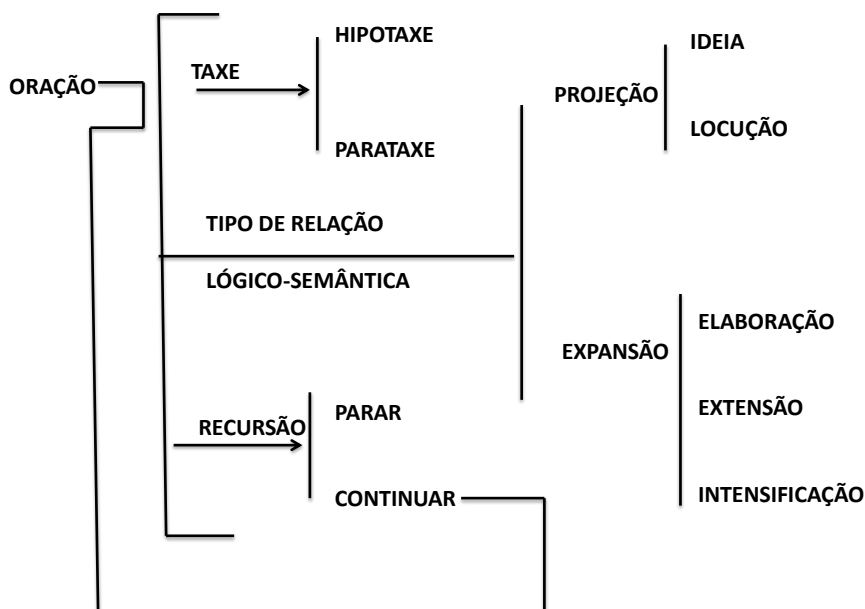 ORAÇÃO
TAXE
HIPOTAXE
PARATAXE
TIPO DE RELAÇÃO
LÓGICO-SEMÂNTICA
PROJEÇÃO
IDEIA
LOCUÇÃO
EXPANSÃO
ELABORAÇÃO
EXTENSÃO
INTENSIFICAÇÃO
RECURSÃO
PARAR
CONTINUAR